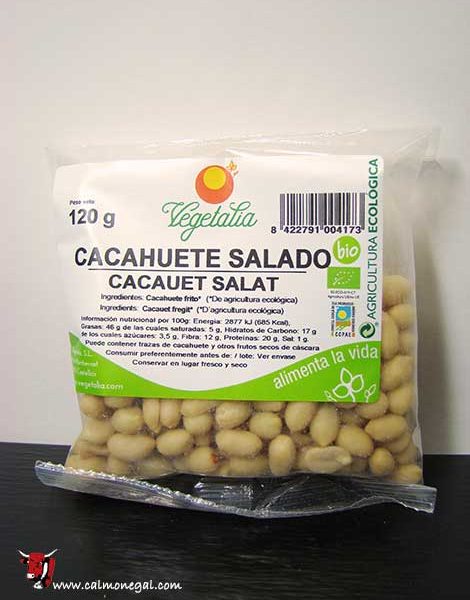 Peso neto
120 g
Vegetalia
8 422791 004173
CACAHUETE SALADO
CACAUET SALAT
bio
AGRICULTURA ECOLÓGICA
Ingredientes: Cacahuete frito* (*De agricultura ecológica)
Ingredients: Cacauet fregit* (*D'agricultura ecològica)
Información nutricional por 100g: Energia: 2877 kJ (685 Kcal),
Grasas: 46 g de las cuales saturadas: 5 g, Hidratos de Carbono: 17 g
de los cuales azúcares: 3,5 g, Fibra: 12 g, Proteínas: 20 g, Sal: 1 g.
Puede contener trazas de cacahuete y otros frutos secos de cáscara
Consumir preferentemente antes de: / lote: Ver envase
Conservar en lugar fresco y seco
CCPAE
alimenta la vida
S.L.
vegetalia.com
www.calmonegal.com